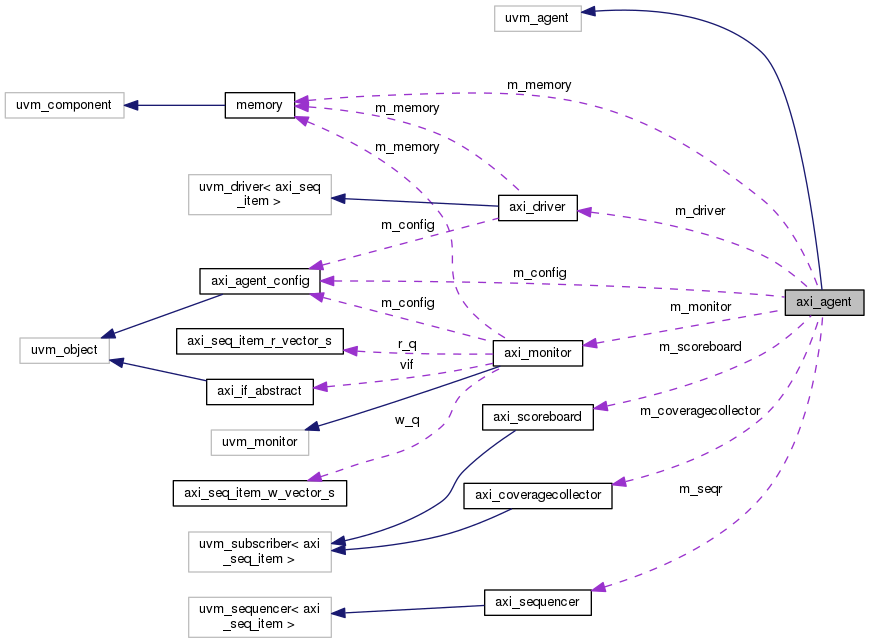 uvm_agent
m_memory
uvm_component
memory
m_memory
m_memory
uvm_driver< axi_seq
_item >
axi_driver
m_driver
m_config
axi_agent_config
m_config
axi_agent
m_config
m_monitor
axi_seq_item_r_vector_s
r_q
uvm_object
axi_monitor
m_scoreboard
vif
axi_if_abstract
m_coveragecollector
axi_scoreboard
w_q
uvm_monitor
axi_seq_item_w_vector_s
axi_coveragecollector
m_seqr
uvm_subscriber< axi
_seq_item >
axi_sequencer
uvm_sequencer< axi
_seq_item >